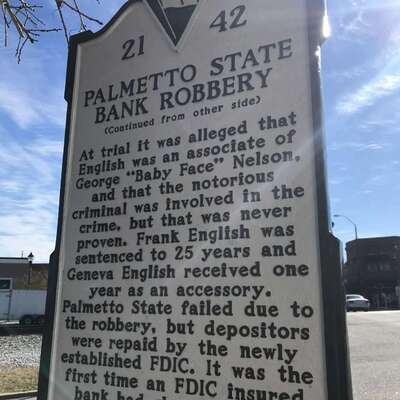 21 42
PALMETTO STATE
BANK ROBBERY
(Continued from other side)
At trial it was alleged that
English was an associate of
George "Baby Face" Nelson,
and that the notorious
criminal was involved in the
crime, but that was never
proven. Frank English was
sentenced to 25 years and
Geneva English received one
year as an accessory.
Palmetto State failed due to
the robbery, but depositors
were repaid by the newly
established FDIC. It was the
first time an FDIC insured
bank had